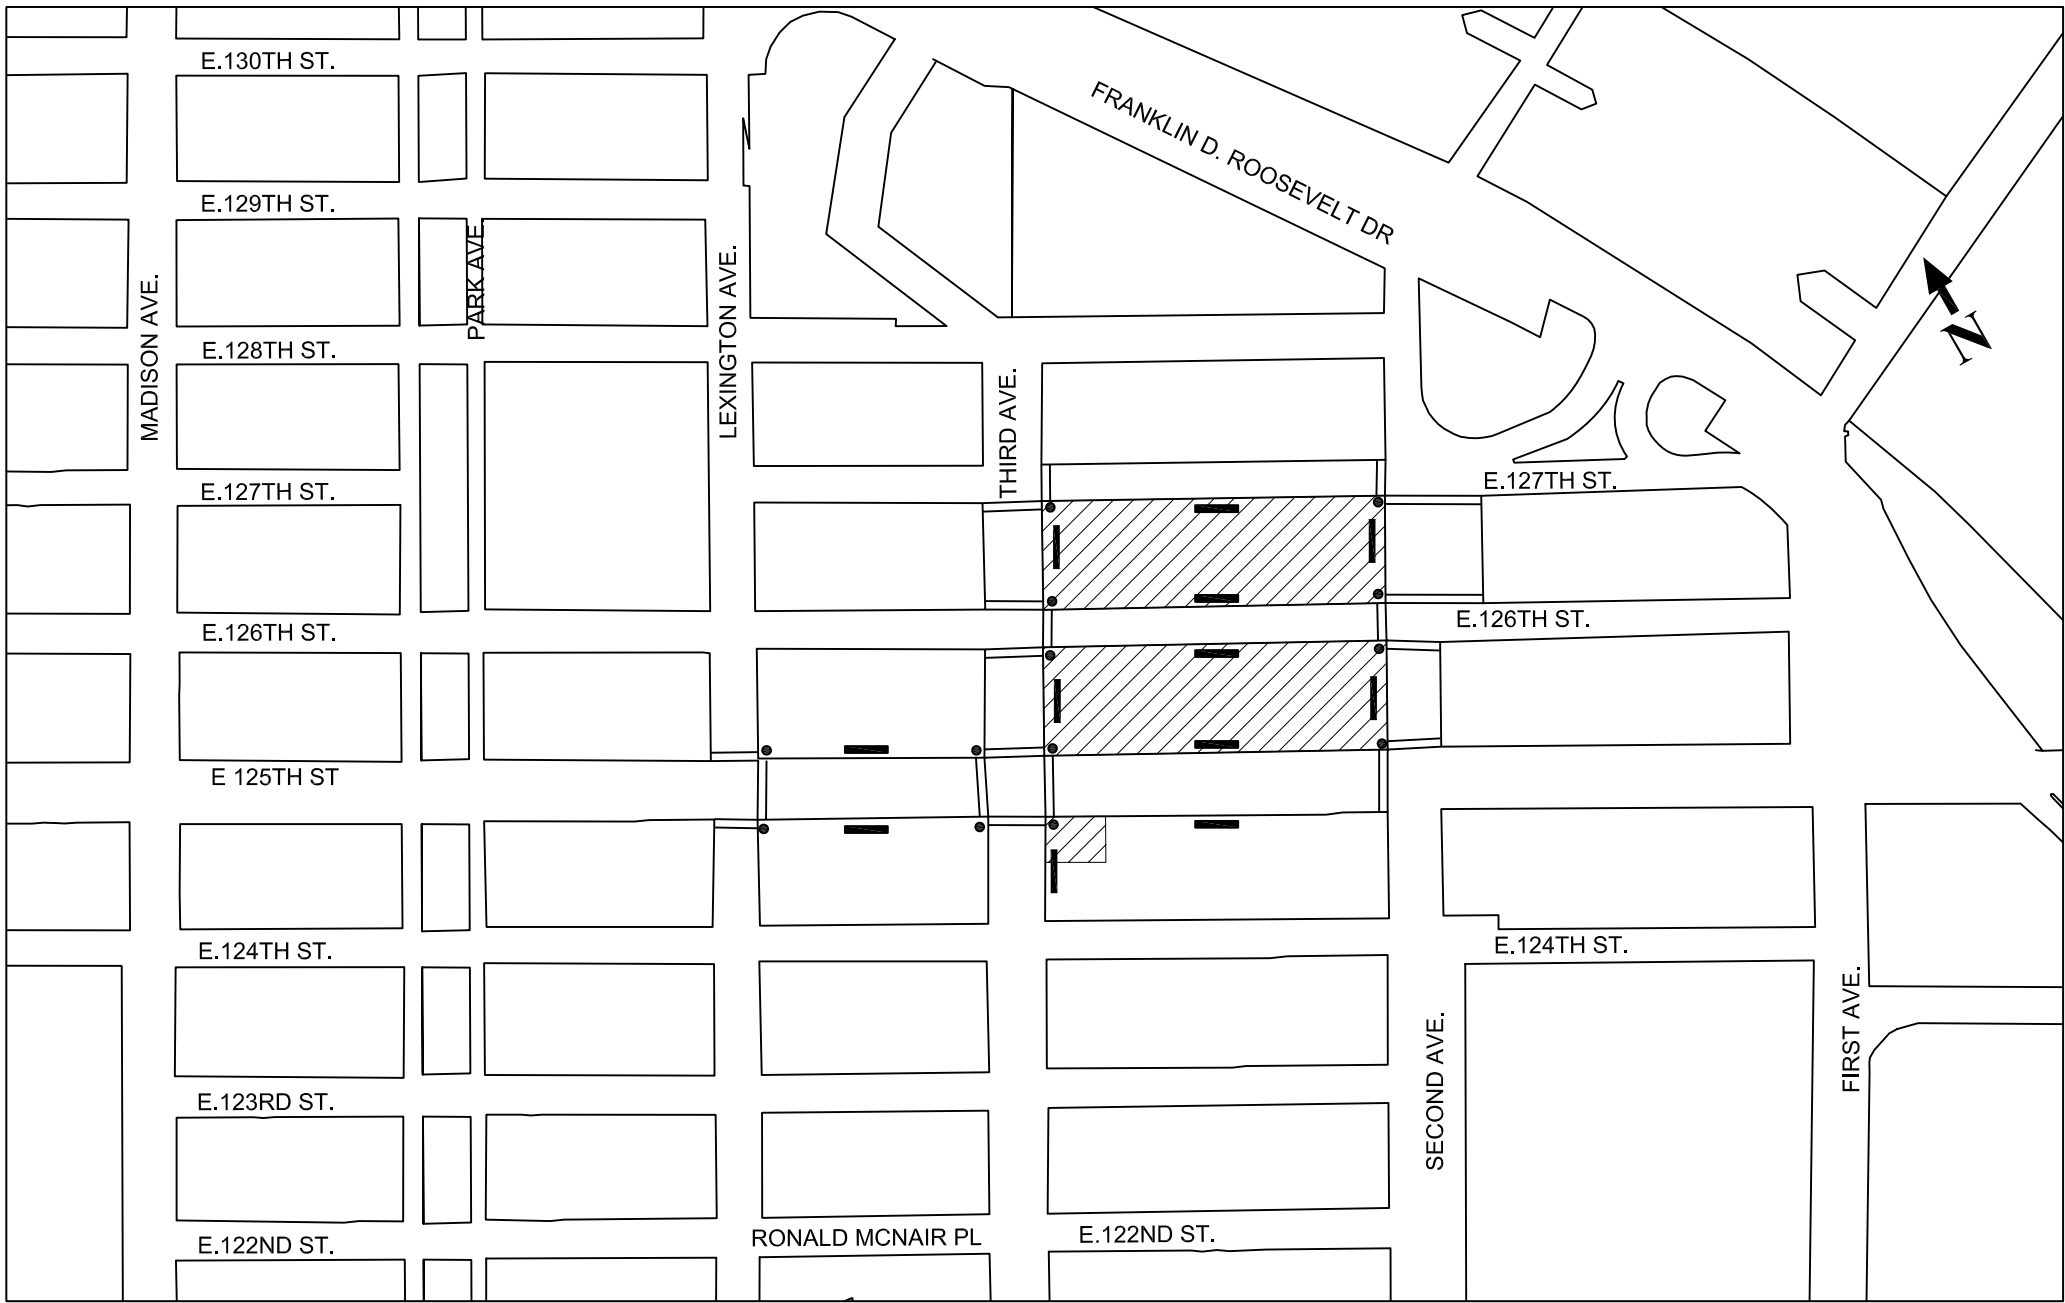 E.130TH ST.
FRANKLIN D. ROOSEVELT DR
E.129TH ST.
PARK AVE.
LEXINGTON AVE.
MADISON AVE.
N
E.128TH ST.
THIRD AVE.
E.127TH ST.
E.127TH ST.
E.126TH ST.
E.126TH ST.
E 125TH ST
E.124TH ST.
E.124TH ST.
FIRST AVE.
SECOND AVE.
E.123RD ST.
RONALD MCNAIR PL
E.122ND ST.
E.122ND ST.